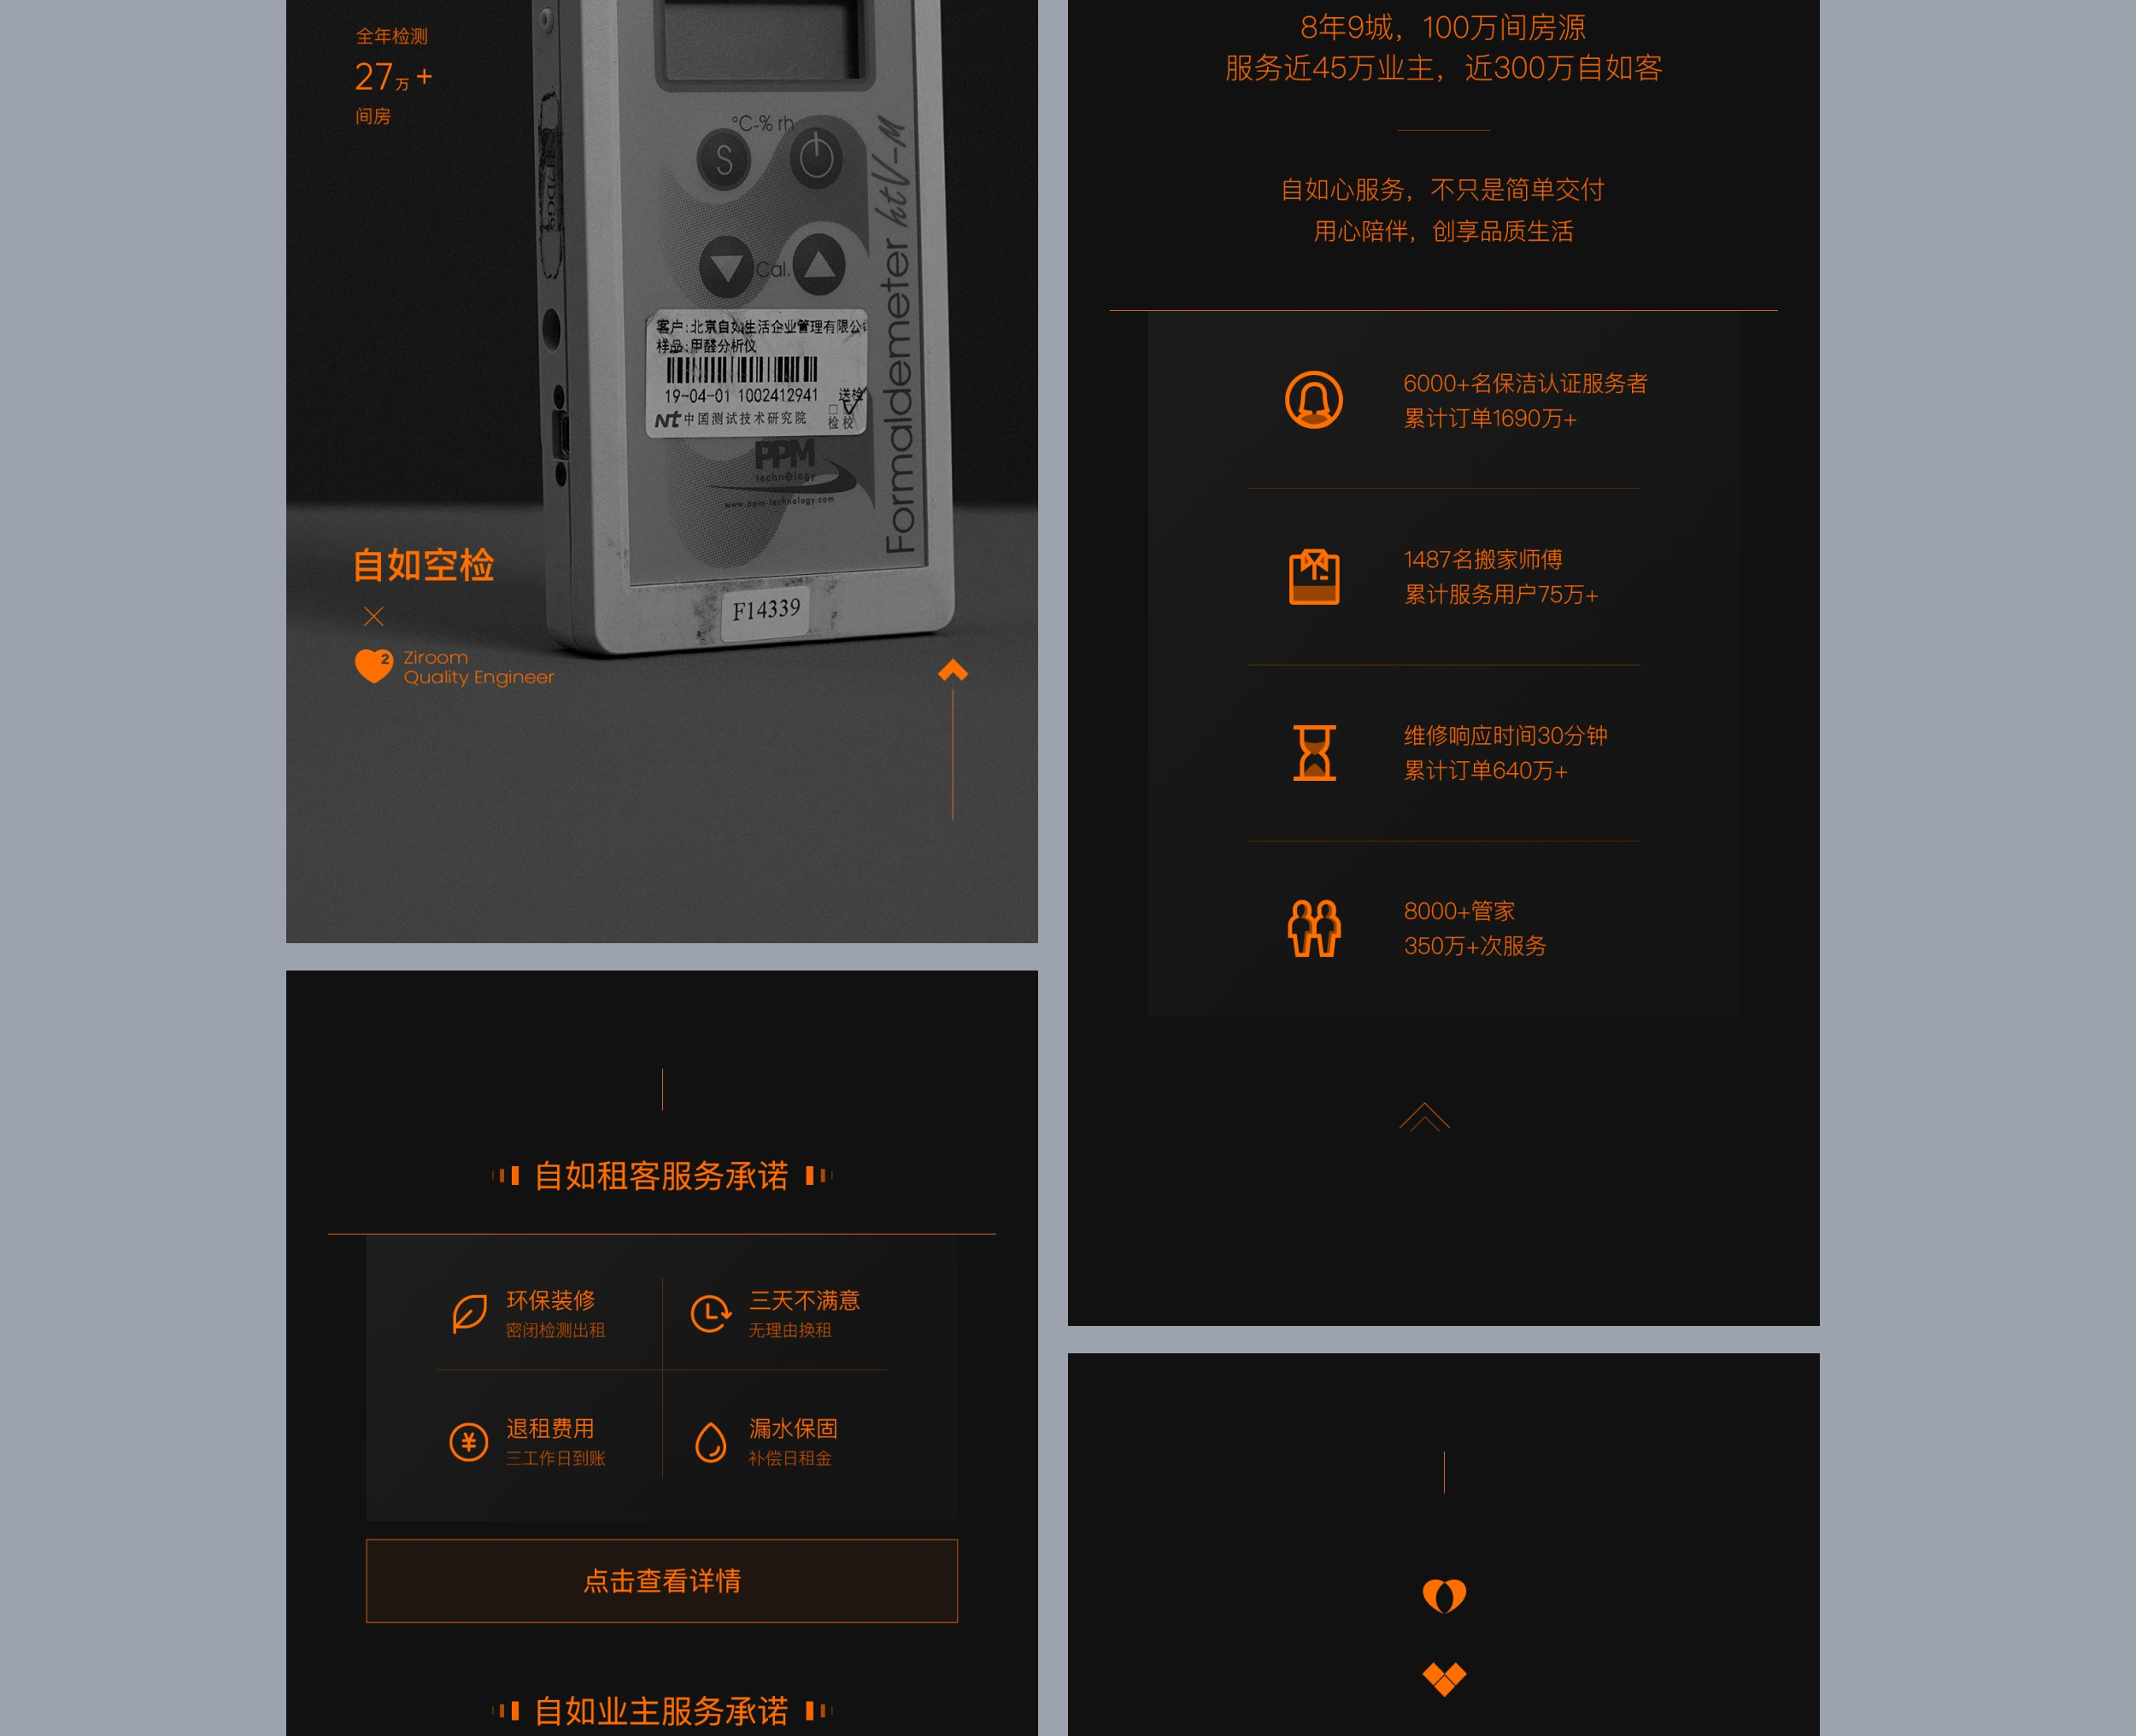 全年检测
27万+
间房
°C-% rh
S
Cal.
Formaldemeter htV-M
客户:北京自如生活企业管理有限公
样品:甲醛分析仪
19-04-01 1002412941
送检
中国测试技术研究院
检 校
PPM
technology
www.ppm-technology.com
F14339
自如空检
2 Ziroom
Quality Engineer
自如租客服务承诺
环保装修
密闭检测出租
三天不满意
无理由换租
退租费用
三工作日到账
漏水保固
补偿日租金
点击查看详情
自如业主服务承诺
8年9城，100万间房源
服务近45万业主，近300万自如客
自如心服务，不只是简单交付
用心陪伴，创享品质生活
6000+名保洁认证服务者
累计订单1690万+
1487名搬家师傅
累计服务用户75万+
维修响应时间30分钟
累计订单640万+
8000+管家
350万+次服务